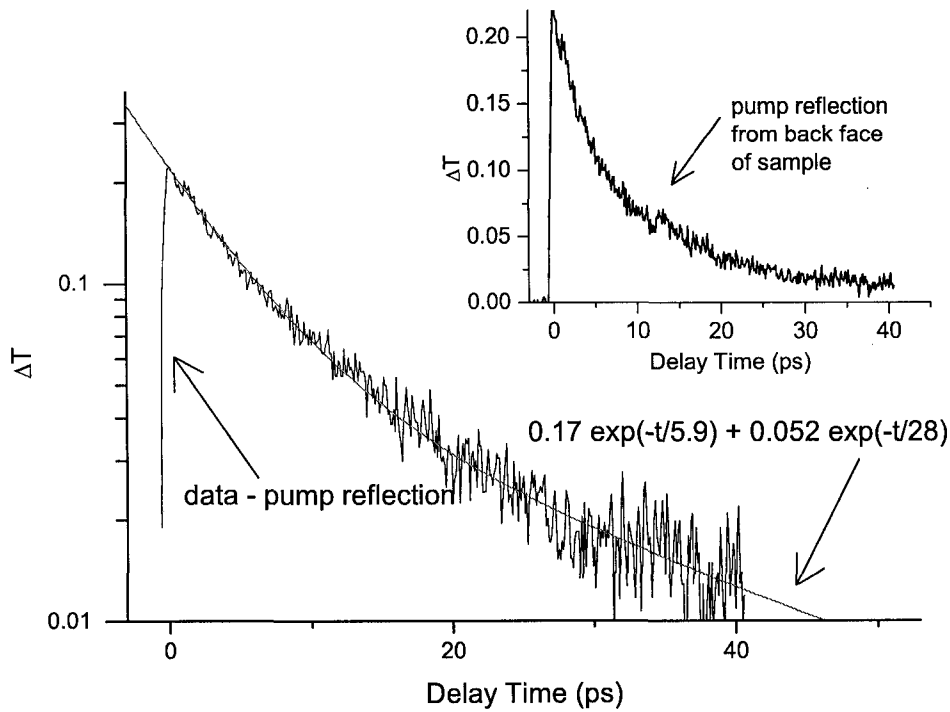 0.20
0.15
0.10
0.05
0.00
ΔT
0
10
20
30
40
Delay Time (ps)
pump reflection
from back face
of sample
0.1
0.01
ΔT
0.17 exp(-t/5.9) + 0.052 exp(-t/28)
data - pump reflection
0
20
40
Delay Time (ps)